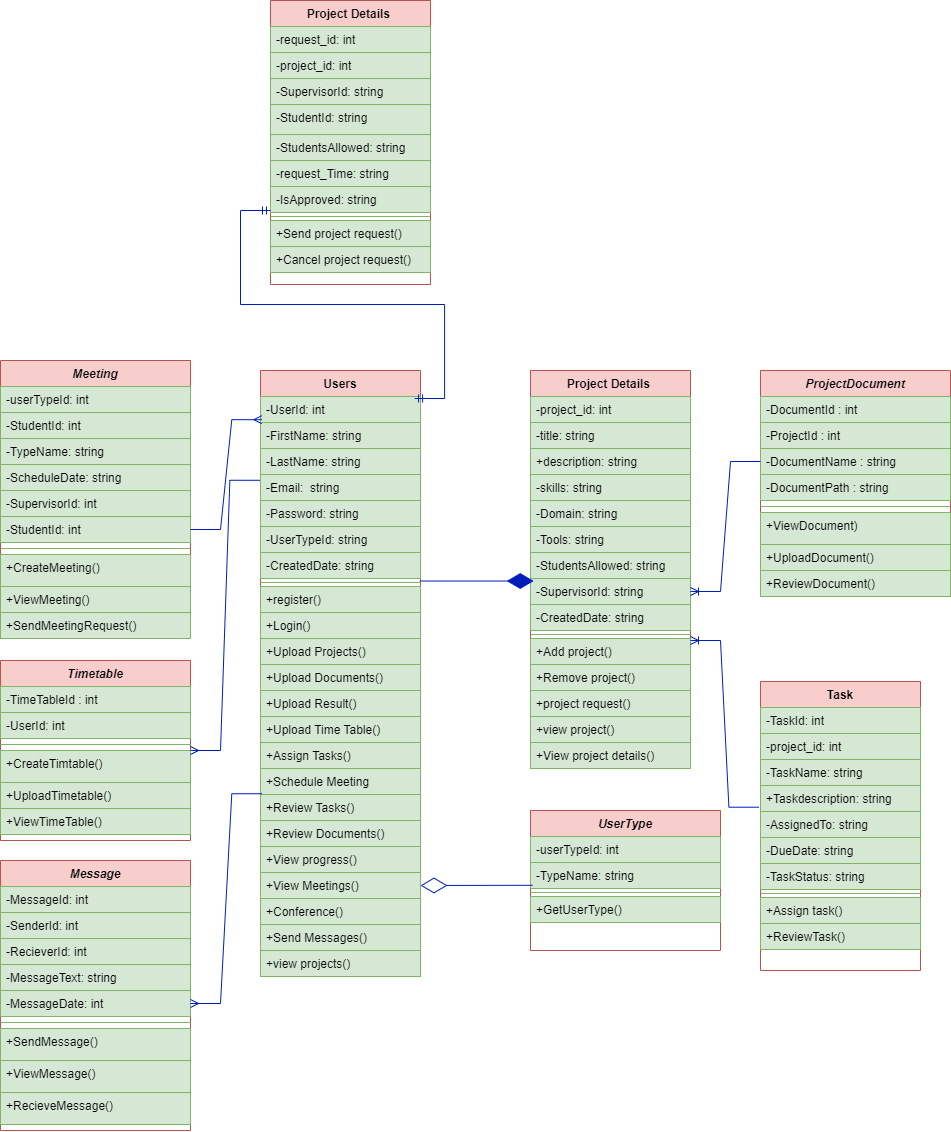 Project Details
-request_id: int
-project_id: int
-SupervisorId: string
-StudentId: string
-StudentsAllowed: string
-request_Time: string
-IsApproved: string
+Send project request()
+Cancel project request()
Meeting
-userTypeId: int
-StudentId: int
-TypeName: string
-ScheduleDate: string
-SupervisorId: int
-StudentId: int
+CreateMeeting()
+ViewMeeting()
+SendMeetingRequest()
Timetable
-TimeTableId : int
-UserId: int
+CreateTimtable()
+UploadTimetable()
+ViewTimeTable()
Message
-MessageId: int
-SenderId: int
-RecieverId: int
-MessageText: string
-MessageDate: int
+SendMessage()
+ViewMessage()
+RecieveMessage()
Users
-UserId: int
-FirstName: string
-LastName: string
-Email:  string
-Password: string
-UserTypeId: string
-CreatedDate: string
+register()
+Login()
+Upload Projects()
+Upload Documents()
+Upload Result()
+Upload Time Table()
+Assign Tasks()
+Schedule Meeting
+Review Tasks()
+Review Documents()
+View progress()
+View Meetings()
+Conference()
+Send Messages()
+view projects()
Project Details
-project_id: int
-title: string
+description: string
-skills: string
-Domain: string
-Tools: string
-StudentsAllowed: string
-SupervisorId: string
-CreatedDate: string
+Add project()
+Remove project()
+project request()
+view project()
+View project details()
UserType
-userTypeId: int
-TypeName: string
+GetUserType()
ProjectDocument
-DocumentId : int
-ProjectId : int
-DocumentName : string
-DocumentPath : string
+ViewDocument)
+UploadDocument()
+ReviewDocument()
Task
-TaskId: int
-project_id: int
-TaskName: string
+Taskdescription: string
-AssignedTo: string
-DueDate: string
-TaskStatus: string
+Assign task()
+ReviewTask()